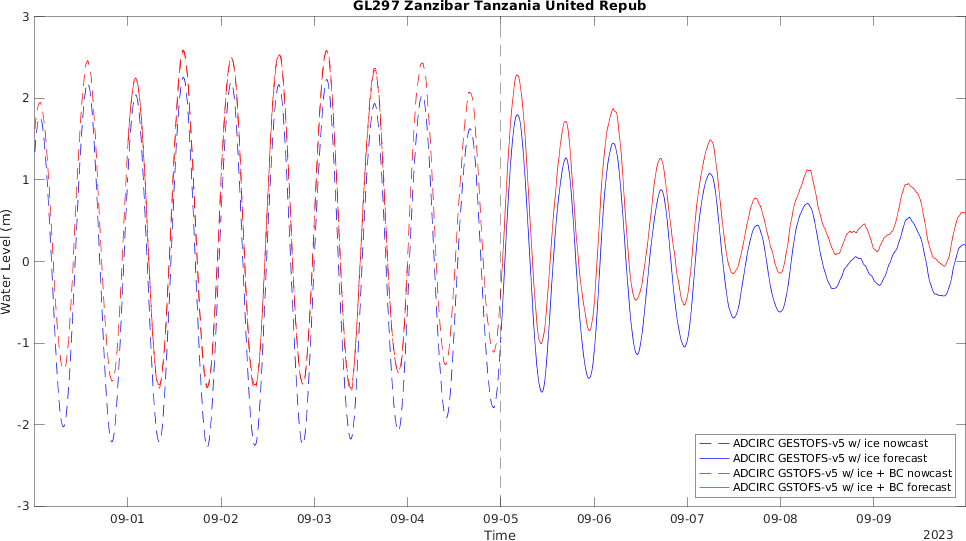 GL297 Zanzibar Tanzania United Repub
Water Level (m)
3
2
1
0
-1
-2
-3
ADCIRC GESTOFS-v5 w/ ice nowcast
ADCIRC GESTOFS-v5 w/ ice forecast
ADCIRC GSTOFS-v5 w/ ice + BC nowcast
ADCIRC GSTOFS-v5 w/ ice + BC forecast
09-01 09-02 09-03 09-04 09-05 09-06 09-07 09-08 09-09
Time
2023